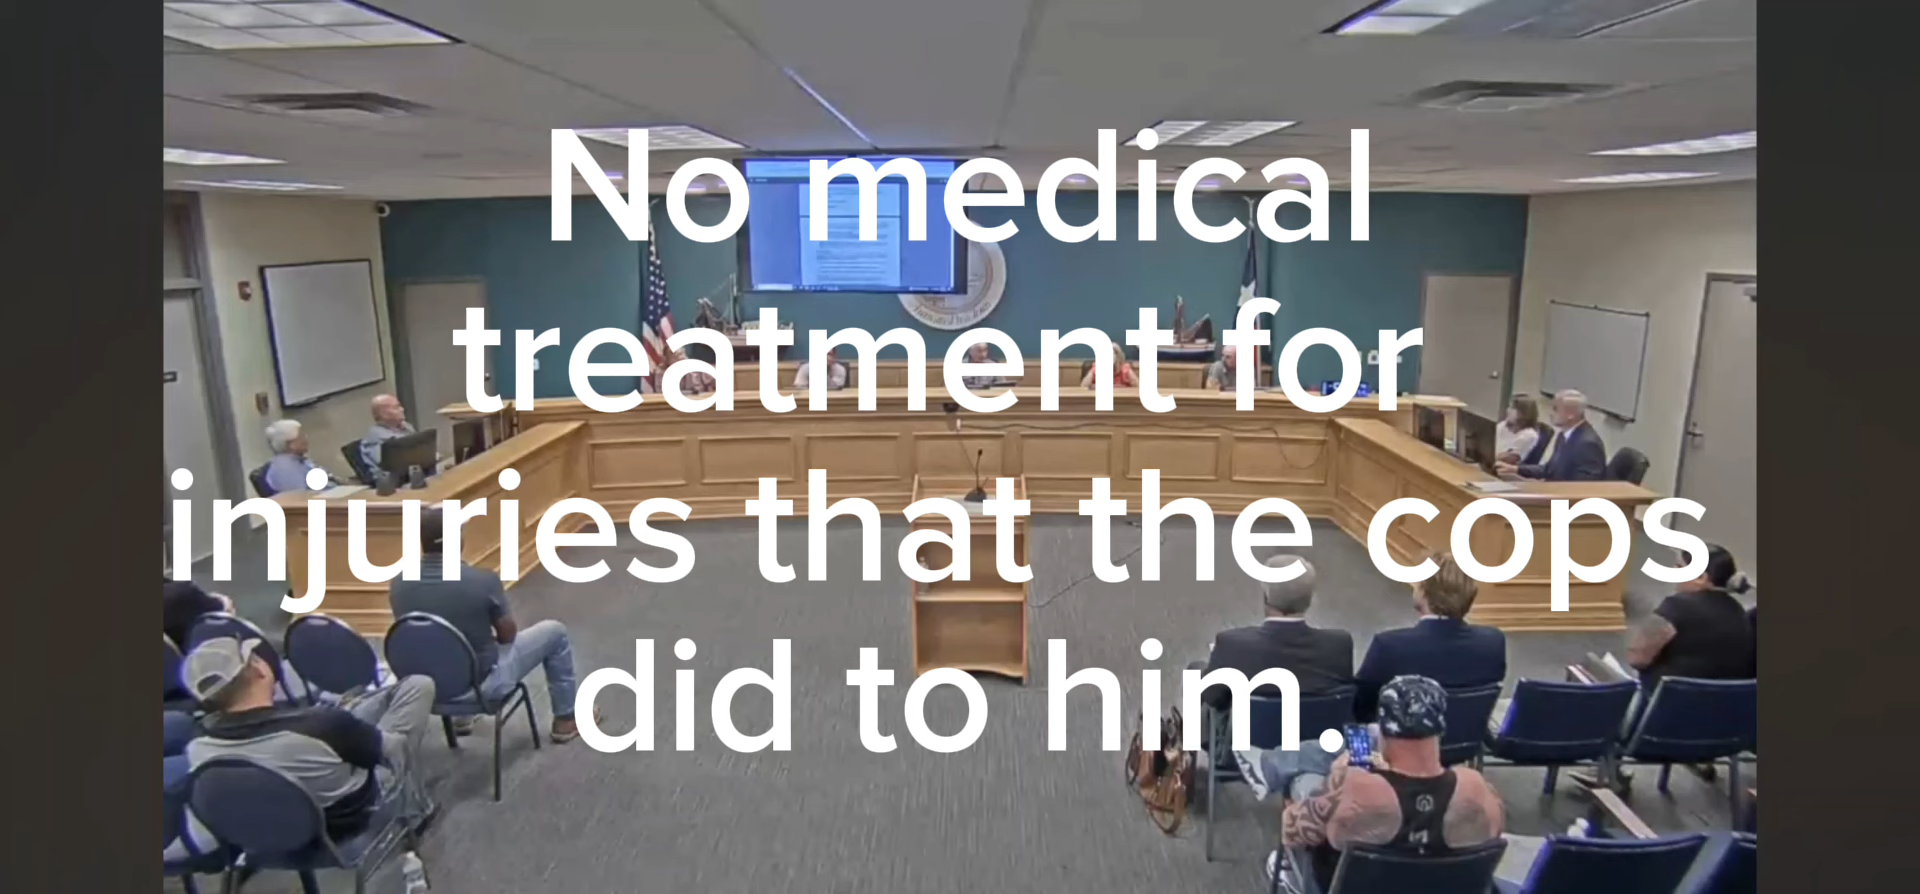 No medical
treatment for
injuries that the cops
did to him.